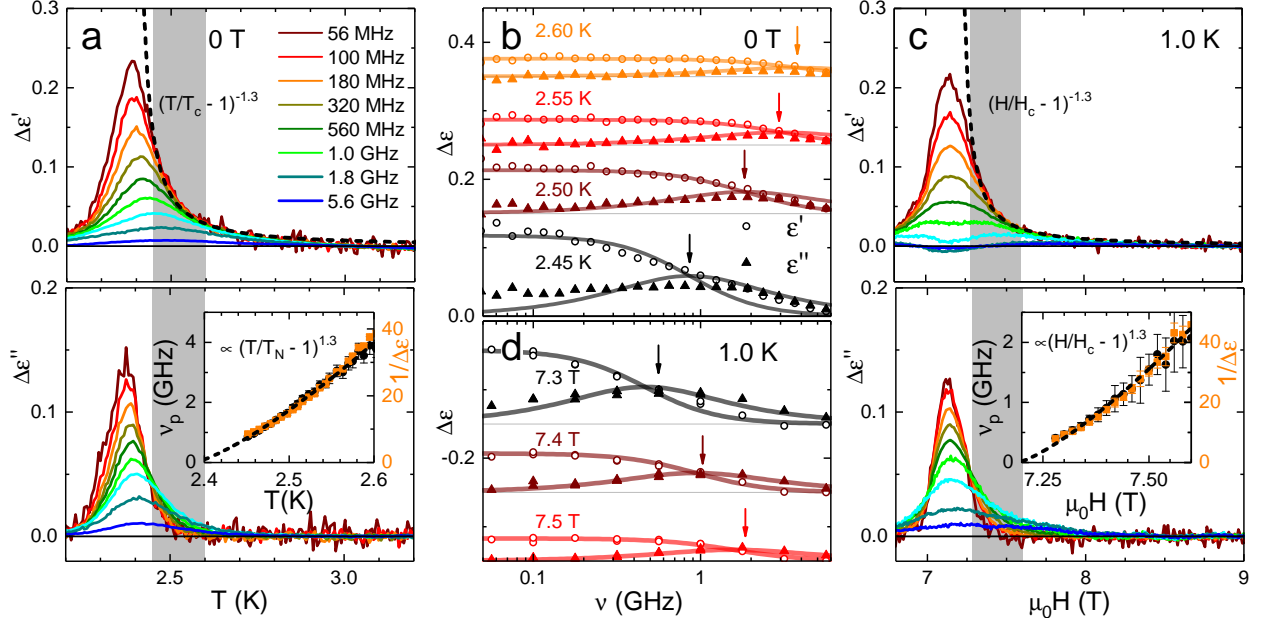 a
0 T
56 MHz
100 MHz
180 MHz
320 MHz
560 MHz
1.0 GHz
1.8 GHz
5.6 GHz
(T/T_c - 1)^-1.3
Δε'
0.3
0.2
0.1
0.0
Δε''
0.2
0.1
0.0
2.5
3.0
T (K)
∝ (T/T_N - 1)^1.3
ν_p (GHz)
4
2
0
2.4
2.5
2.6
T(K)
40
20
0
1/Δε
b
0 T
2.60 K
2.55 K
2.50 K
2.45 K
ε'
ε''
Δε
0.4
0.2
0.0
d
1.0 K
7.3 T
7.4 T
7.5 T
Δε
-0.2
0.1
1
ν (GHz)
c
1.0 K
(H/H_c - 1)^-1.3
Δε'
0.3
0.2
0.1
0.0
Δε''
0.2
0.1
0.0
7
8
9
μ₀H (T)
∝(H/H_c - 1)^1.3
ν_p (GHz)
2
1
0
7.25
7.50
μ₀H (T)
40
20
0
1/Δε